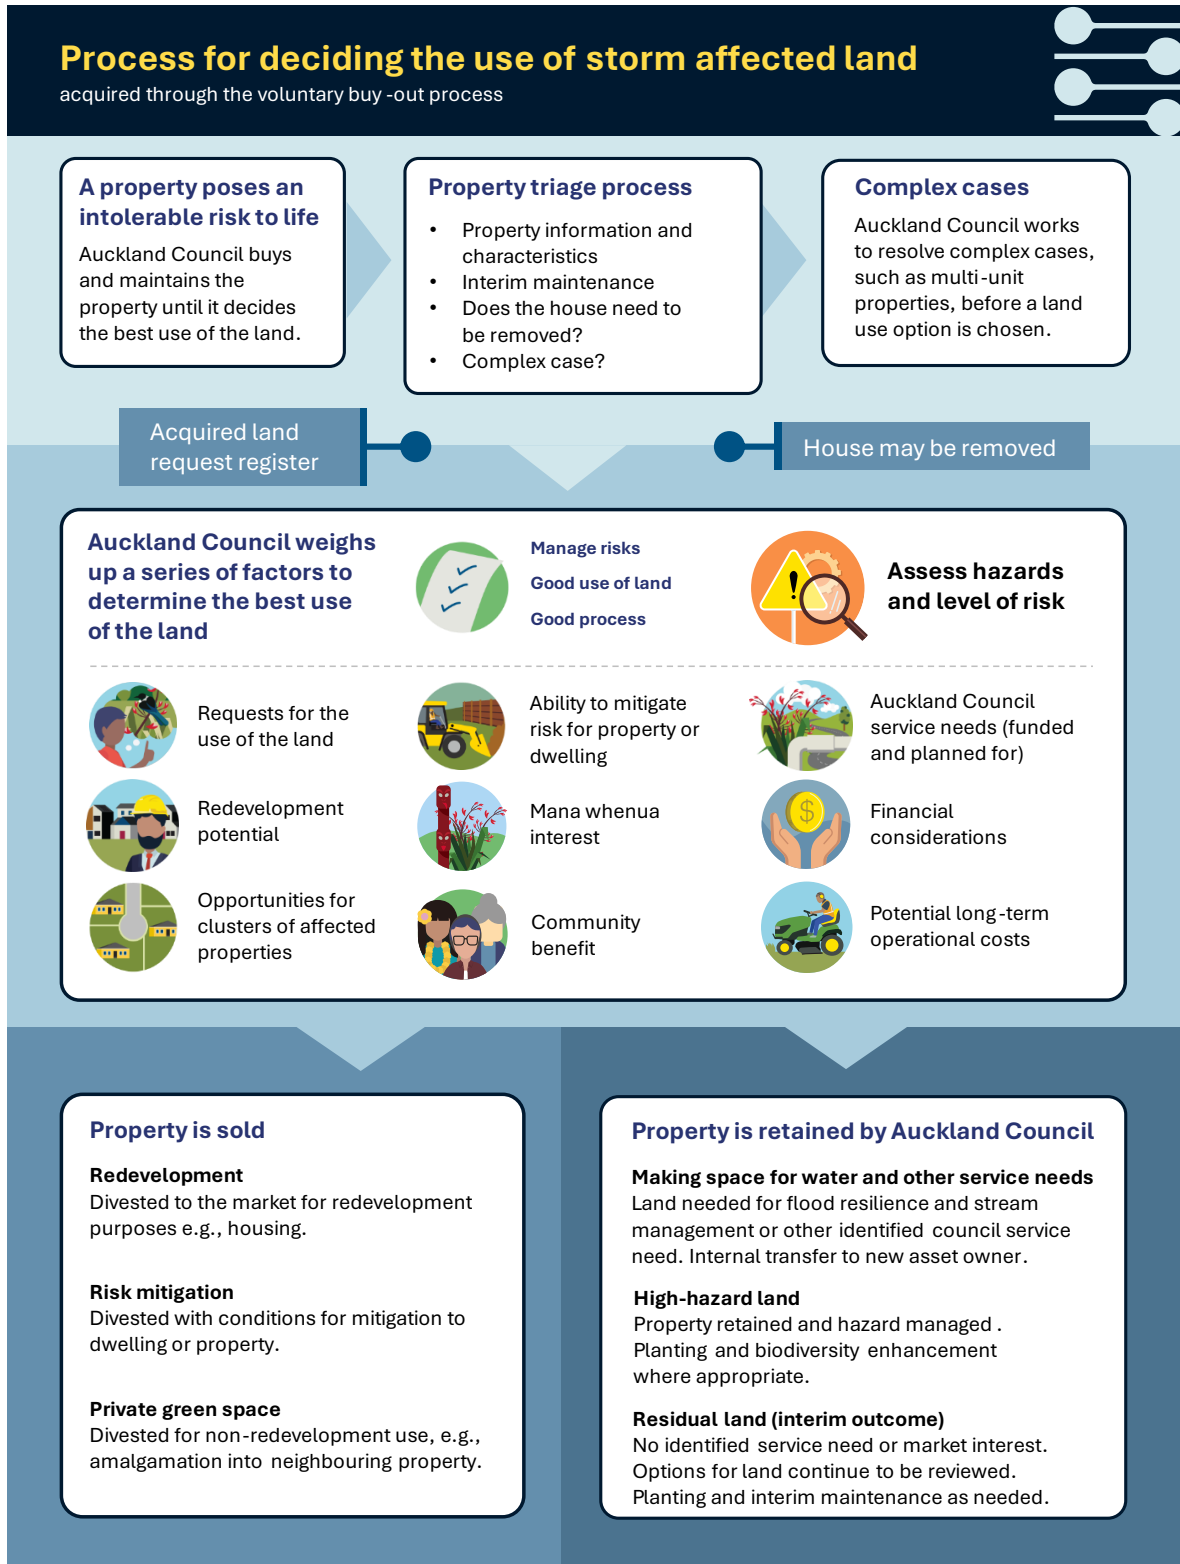 Process for deciding the use of storm affected land
acquired through the voluntary buy -out process
A property poses an
intolerable risk to life
Auckland Council buys
and maintains the
property until it decides
the best use of the land.
Property triage process
• Property information and
characteristics
• Interim maintenance
• Does the house need to
be removed?
• Complex case?
Complex cases
Auckland Council works
to resolve complex cases,
such as multi-unit
properties, before a land
use option is chosen.
Acquired land
request register
House may be removed
Auckland Council weighs
up a series of factors to
determine the best use
of the land
Manage risks
Good use of land
Good process
Assess hazards
and level of risk
Requests for the
use of the land
Ability to mitigate
risk for property or
dwelling
Auckland Council
service needs (funded
and planned for)
Redevelopment
potential
Mana whenua
interest
Financial
considerations
Opportunities for
clusters of affected
properties
Community
benefit
Potential long-term
operational costs
Property is sold
Redevelopment
Divested to the market for redevelopment
purposes e.g., housing.
Risk mitigation
Divested with conditions for mitigation to
dwelling or property.
Private green space
Divested for non-redevelopment use, e.g.,
amalgamation into neighbouring property.
Property is retained by Auckland Council
Making space for water and other service needs
Land needed for flood resilience and stream
management or other identified council service
need. Internal transfer to new asset owner.
High-hazard land
Property retained and hazard managed .
Planting and biodiversity enhancement
where appropriate.
Residual land (interim outcome)
No identified service need or market interest.
Options for land continue to be reviewed.
Planting and interim maintenance as needed.